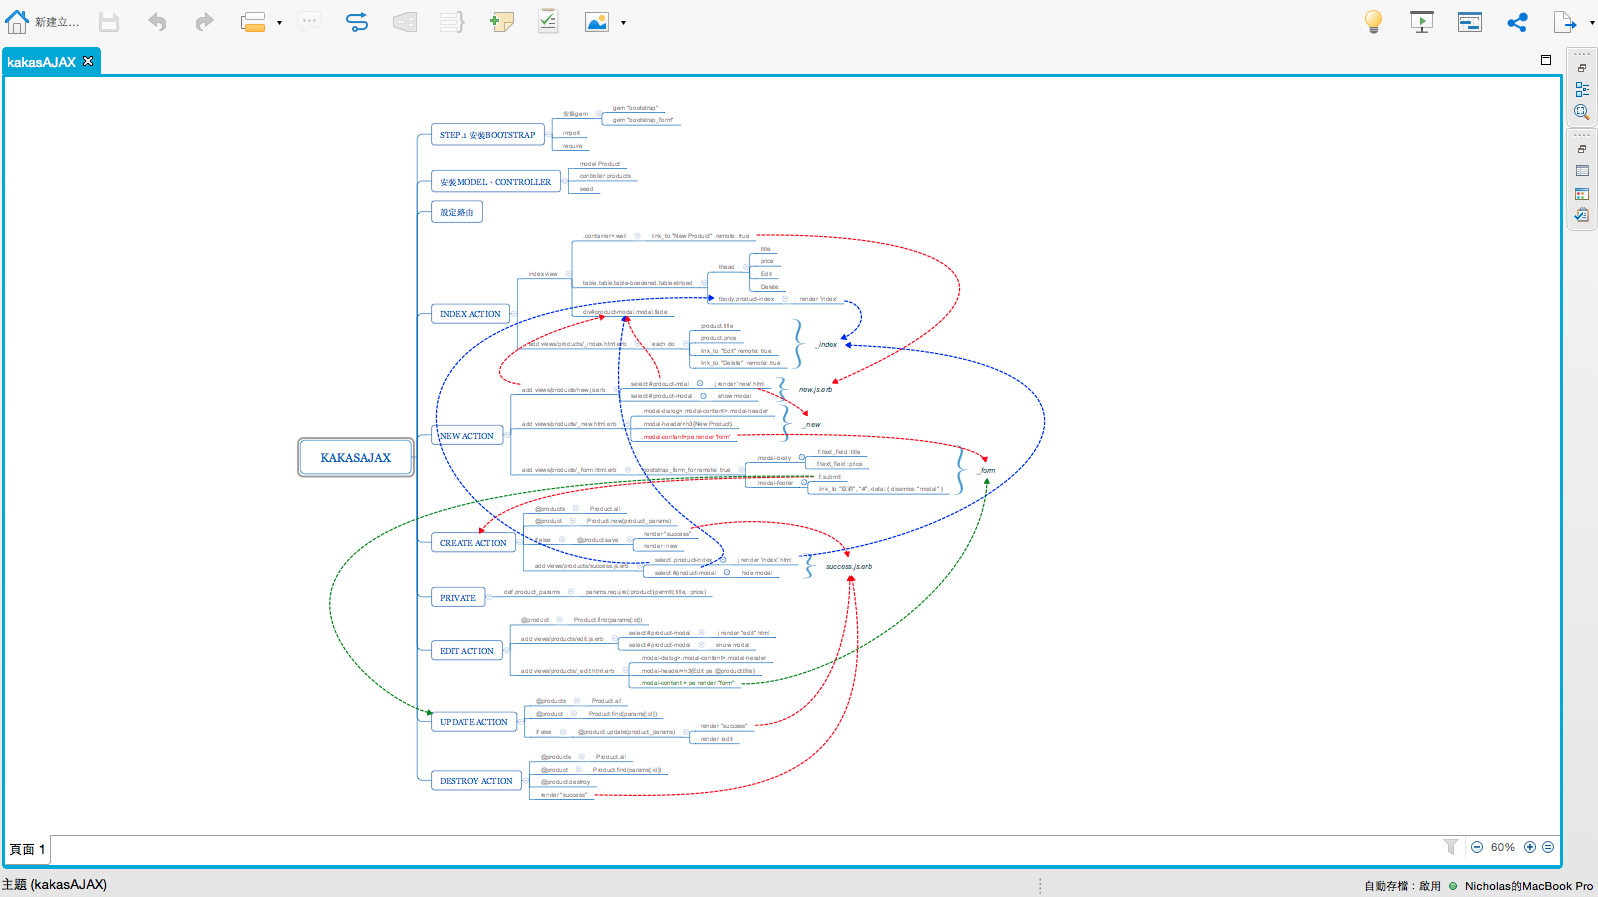 新建立...
kakasAJAX
gem "bootstrap"
安裝gem
gem "bootstrap_form"
STEP.1 安裝BOOTSTRAP
import
require
model Product
安裝MODEL、CONTROLLER
controller products
seed
設定路由
.container>.well
link_to "New Product" remote: true
title
price
thead
index view
Edit
table.table.table-boedered.table-striped
Delete
tbody.product-index
render 'index'
INDEX ACTION
div#product-modal.modal.fade
product.title
product.price
add views/products/_index.html.erb
each do
_index
link_to "Edit" remote: true
link_to "Delete" remote: true
select #prdouct-mdal
j render 'new' html
add views/products/new.js.erb
new.js.erb
select #product-modal
show modal
.modal-dialog>.modal-content>.modal-header
add views/products/_new.html.erb
.modal-header>h3{New Product}
_new
NEW ACTION
.modal-content>pe render 'form'
f.text_field :title
.modal-body
f.text_field :price
add views/products/_form.html.erb
bootstrap_form_for remote: true
_form
f.submit
.modal-footer
link_to "取消", "#", data: { dissmiss: "modal" }
KAKASAJAX
@products
Product.all
@product
Product.new(product_params)
render "success"
if else
@product.save
CREATE ACTION
render :new
select .product-index
j render 'index' html
add views/products/success.js.erb
success.js.erb
select #product-modal
hide modal
def product_params
params.require(:product).permit(:title, :price)
PRIVATE
@product
Product.find(params[:id])
select #product-modal
j render "edit" html
add views/products/edit.js.erb
select #product-modal
show modal
EDIT ACTION
.modal-dialog>.modal-content>.modal-header
add views/products/_edit.html.erb
.modal-header>h3{Edit pe @product.title}
.modal-content> pe render "form"
@products
Product.all
@product
Product.find(params[:id])
UPDATE ACTION
render "success"
if else
@product.update(product_params)
render :edit
@products
Product.all
@product
Product.find(params[:id])
DESTROY ACTION
@product.destroy
render "success"
頁面 1
60%
主題 (kakasAJAX)
自動存檔：啟用
Nicholas的MacBook Pro